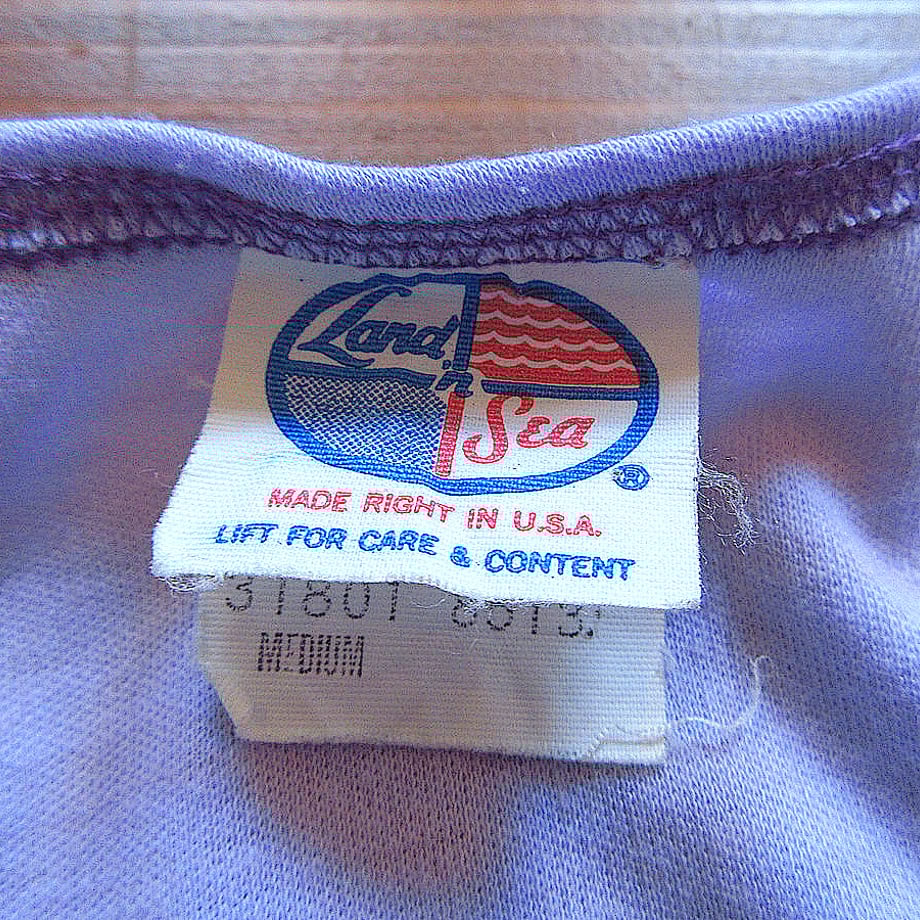 Land
'n
Sea
®
MADE RIGHT IN U.S.A.
LIFT FOR CARE & CONTENT
31801
MEDIUM